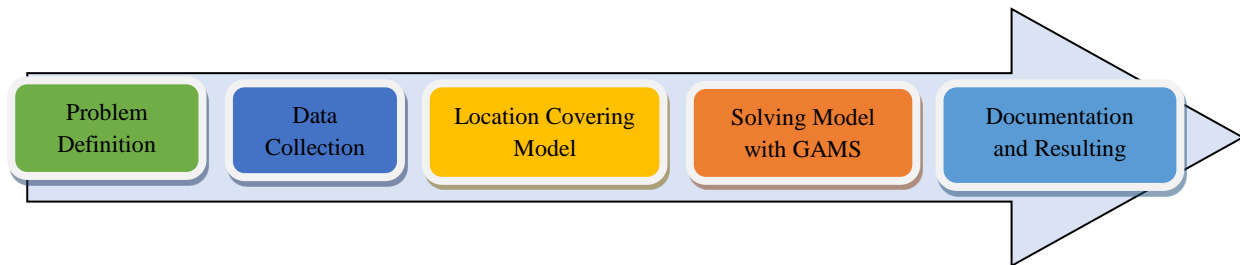 Problem
Definition
Data
Collection
Location Covering
Model
Solving Model
with GAMS
Documentation
and Resulting